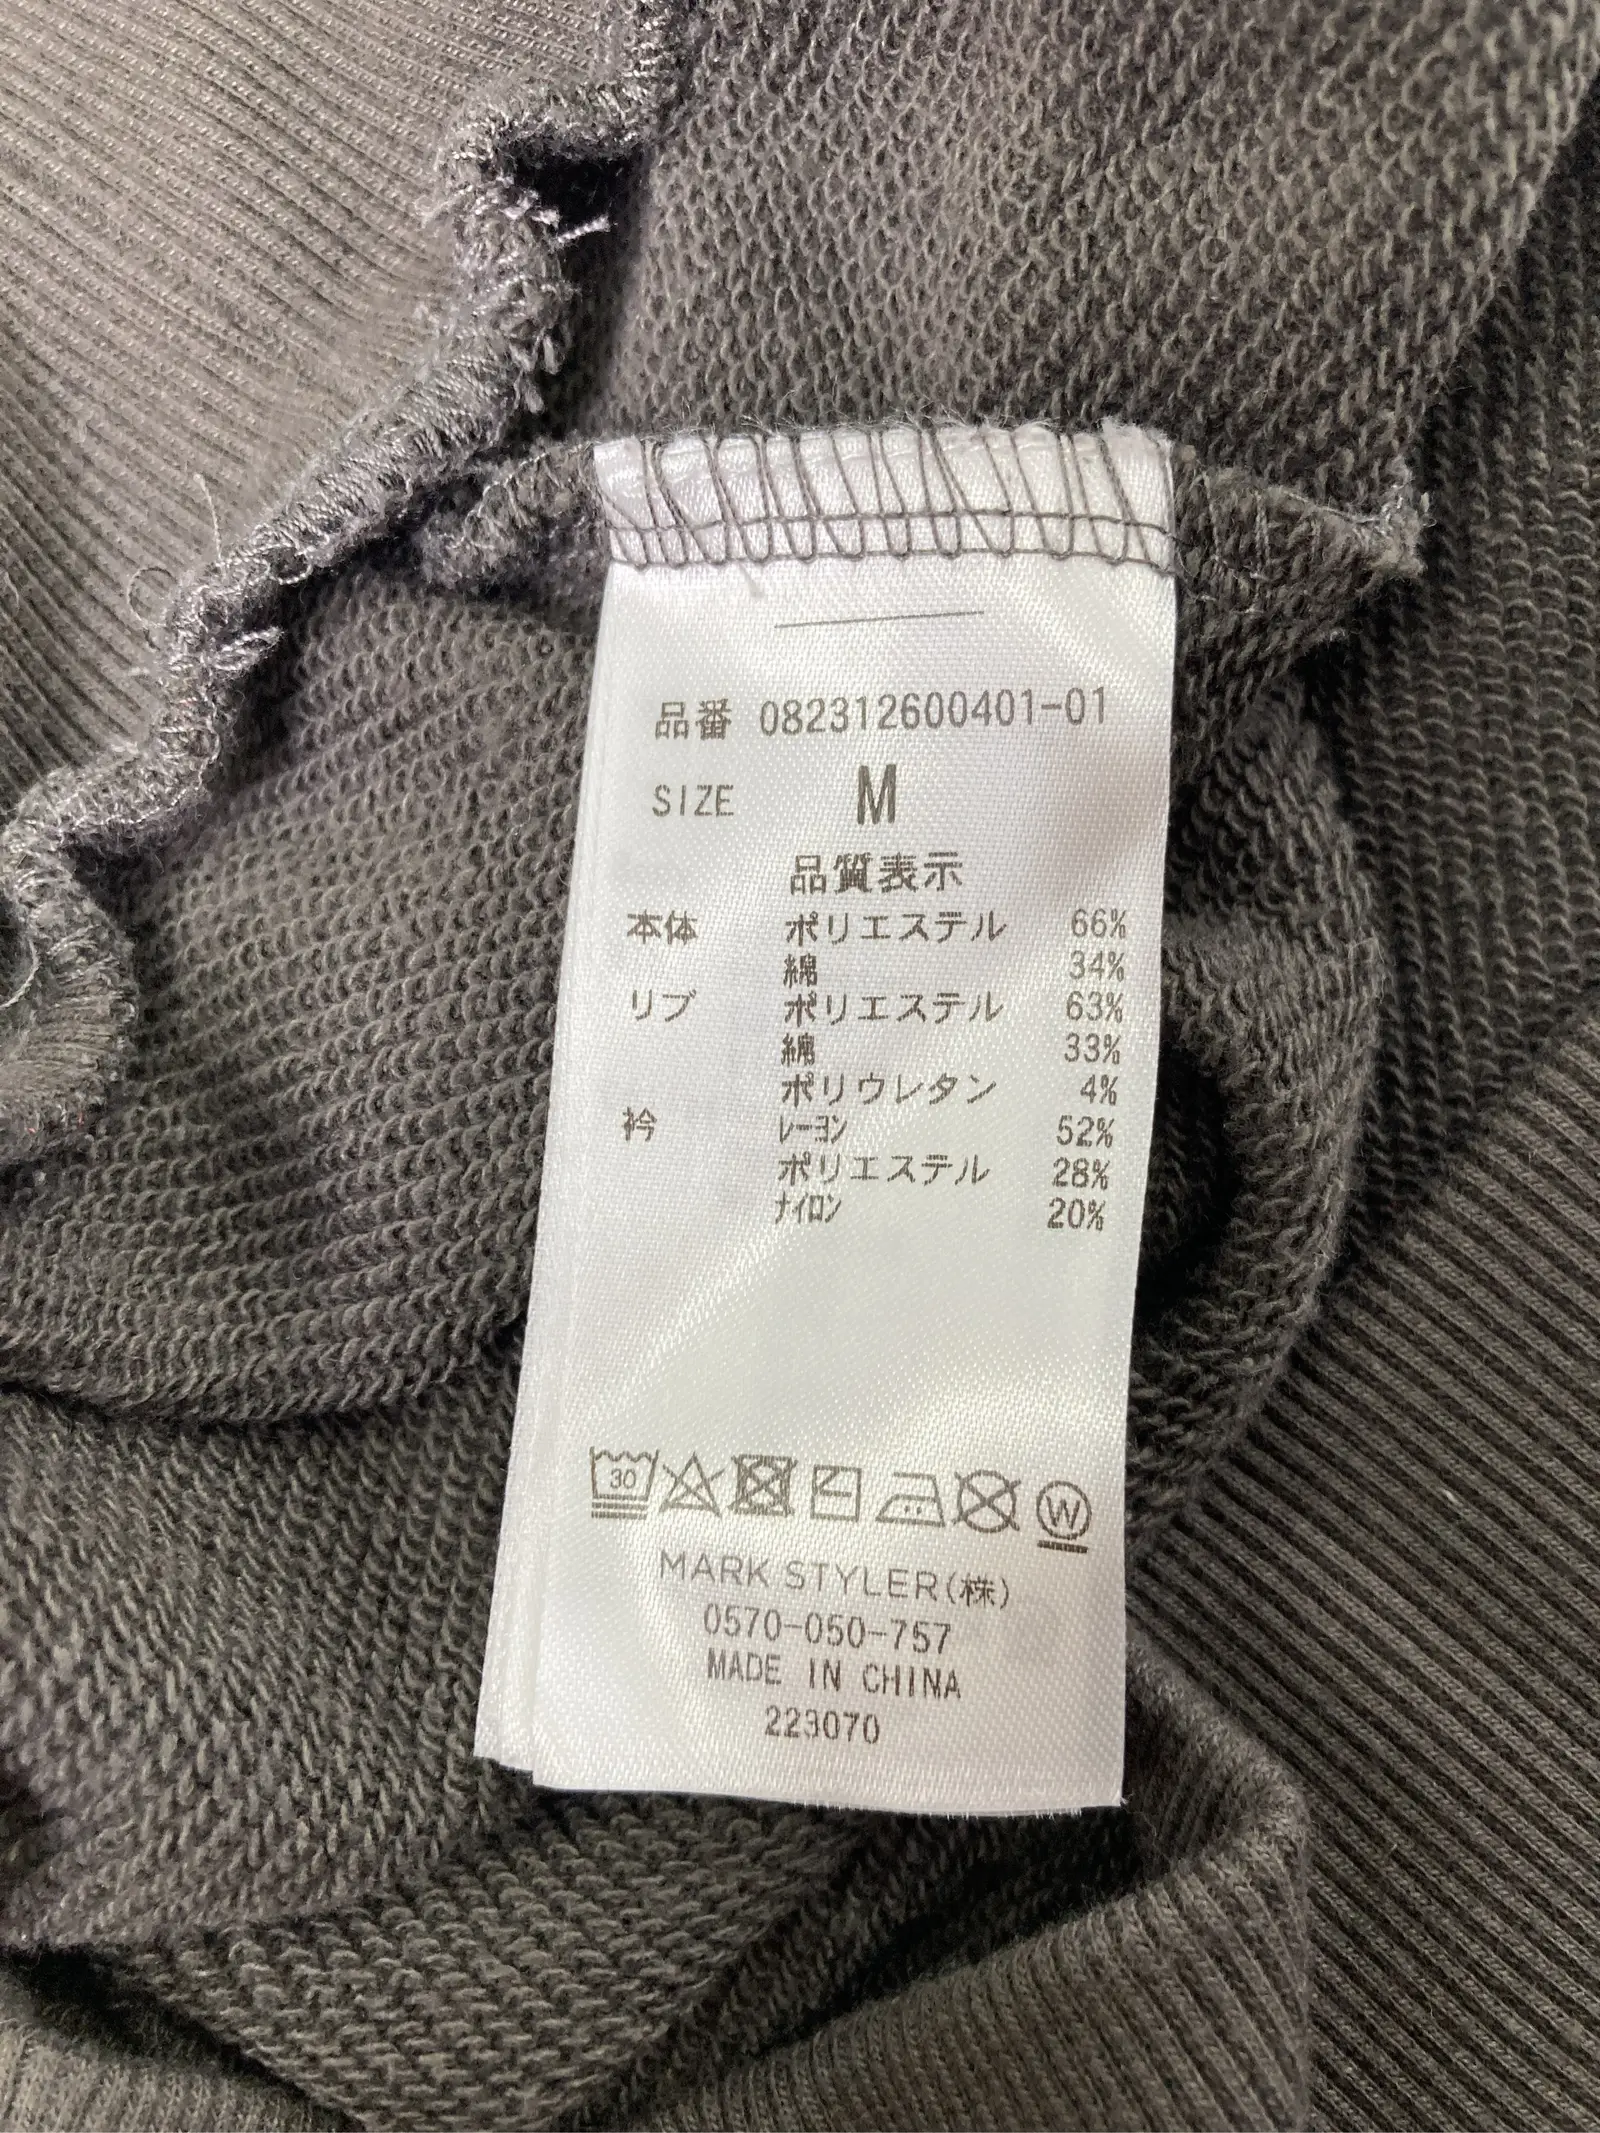 品番 082312600401-01
SIZE M
品質表示
本体 ポリエステル 66%
綿 34%
リブ ポリエステル 63%
綿 33%
ポリウレタン 4%
衿 レーヨン 52%
ポリエステル 28%
ナイロン 20%
30 W
MARK STYLER(株)
0570-050-757
MADE IN CHINA
223070